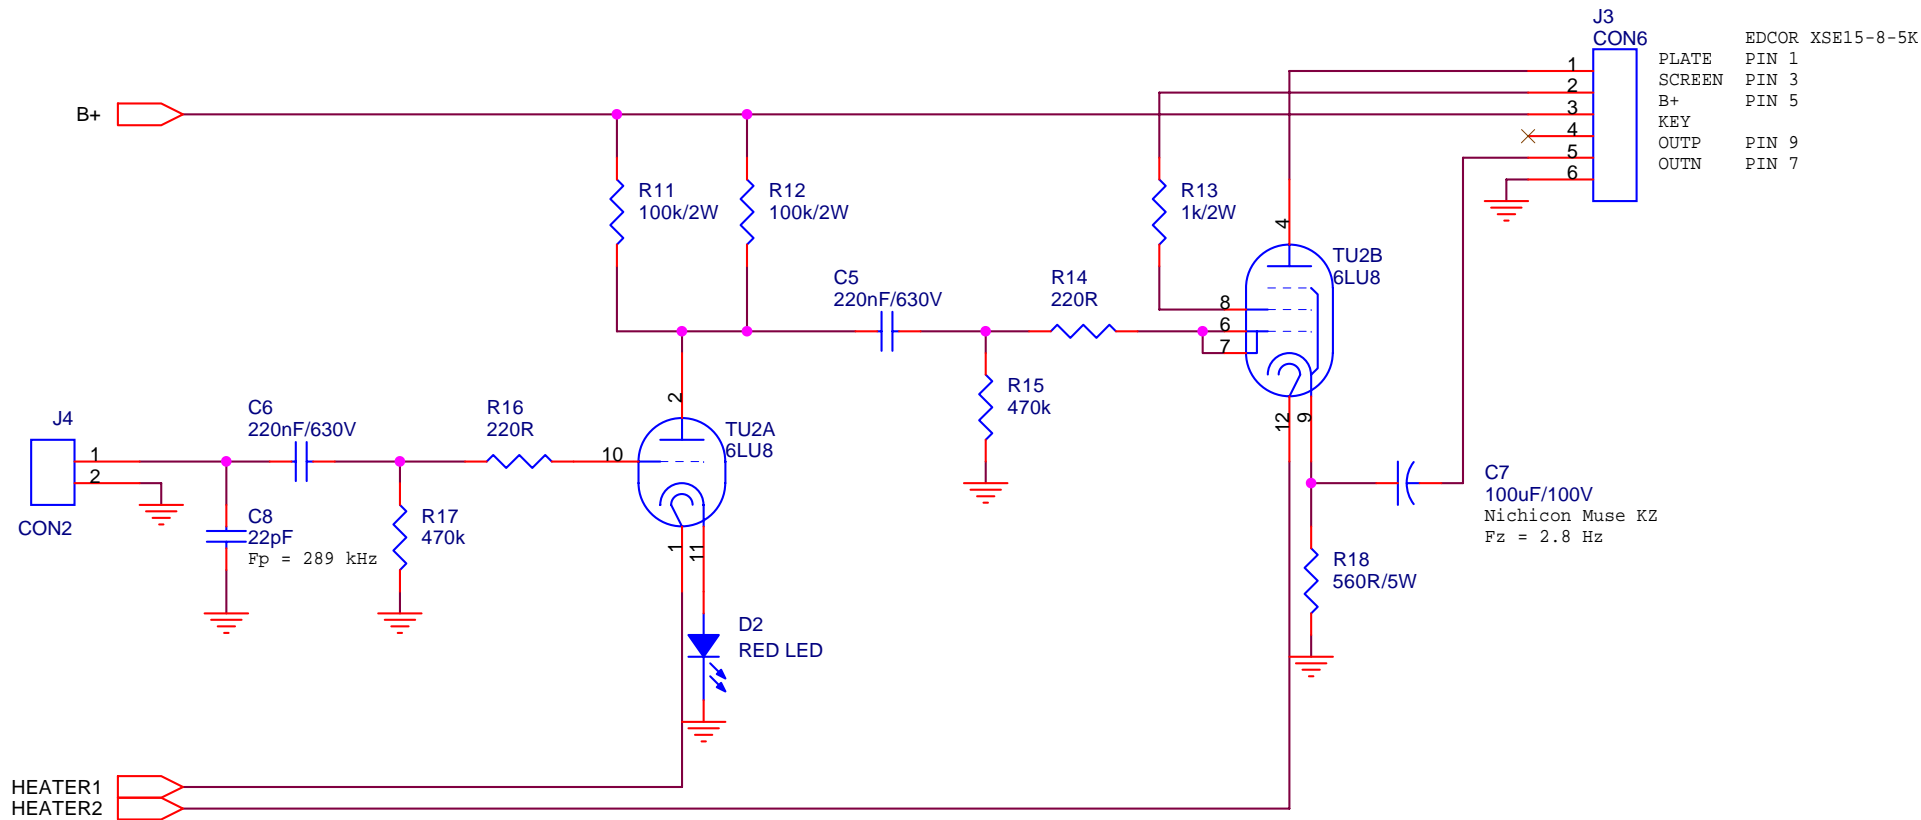 J3
CON6
EDCOR XSE15-8-5K
1
PLATE PIN 1
2
SCREEN PIN 3
3
B+ PIN 5
4
KEY
5
OUTP PIN 9
6
OUTN PIN 7
B+
R11
100k/2W
R12
100k/2W
R13
1k/2W
4
TU2B
6LU8
C5
220nF/630V
R14
220R
8
6
7
R15
470k
12
9
2
TU2A
6LU8
J4
1
2
CON2
C6
220nF/630V
R16
220R
10
C8
22pF
Fp = 289 kHz
R17
470k
1
11
C7
100uF/100V
Nichicon Muse KZ
Fz = 2.8 Hz
R18
560R/5W
D2
RED LED
HEATER1
HEATER2